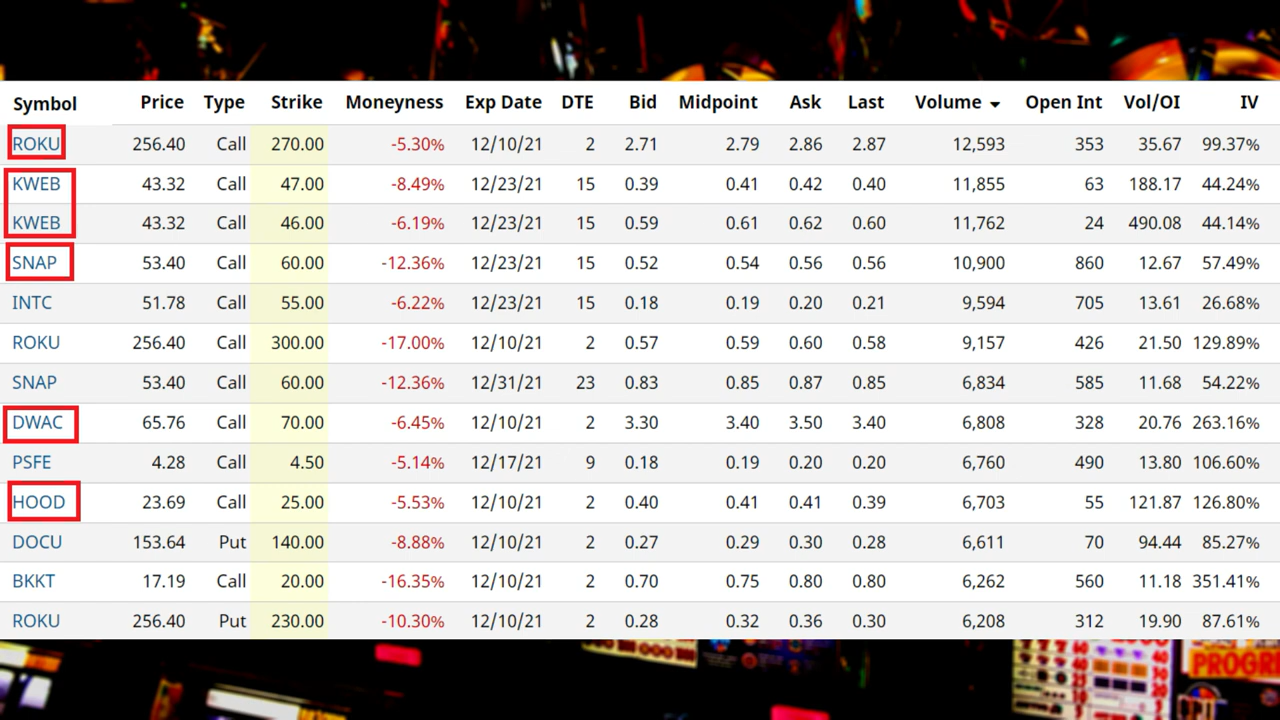 Symbol Price Type Strike Moneyness Exp Date DTE Bid Midpoint Ask Last Volume Open Int Vol/OI IV
ROKU 256.40 Call 270.00 -5.30% 12/10/21 2 2.71 2.79 2.86 2.87 12,593 353 35.67 99.37%
KWEB 43.32 Call 47.00 -8.49% 12/23/21 15 0.39 0.41 0.42 0.40 11,855 63 188.17 44.24%
KWEB 43.32 Call 46.00 -6.19% 12/23/21 15 0.59 0.61 0.62 0.60 11,762 24 490.08 44.14%
SNAP 53.40 Call 60.00 -12.36% 12/23/21 15 0.52 0.54 0.56 0.56 10,900 860 12.67 57.49%
INTC 51.78 Call 55.00 -6.22% 12/23/21 15 0.18 0.19 0.20 0.21 9,594 705 13.61 26.68%
ROKU 256.40 Call 300.00 -17.00% 12/10/21 2 0.57 0.59 0.60 0.58 9,157 426 21.50 129.89%
SNAP 53.40 Call 60.00 -12.36% 12/31/21 23 0.83 0.85 0.87 0.85 6,834 585 11.68 54.22%
DWAC 65.76 Call 70.00 -6.45% 12/10/21 2 3.30 3.40 3.50 3.40 6,808 328 20.76 263.16%
PSFE 4.28 Call 4.50 -5.14% 12/17/21 9 0.18 0.19 0.20 0.20 6,760 490 13.80 106.60%
HOOD 23.69 Call 25.00 -5.53% 12/10/21 2 0.40 0.41 0.41 0.39 6,703 55 121.87 126.80%
DOCU 153.64 Put 140.00 -8.88% 12/10/21 2 0.27 0.29 0.30 0.28 6,611 70 94.44 85.27%
BKKT 17.19 Call 20.00 -16.35% 12/10/21 2 0.70 0.75 0.80 0.80 6,262 560 11.18 351.41%
ROKU 256.40 Put 230.00 -10.30% 12/10/21 2 0.28 0.32 0.36 0.30 6,208 312 19.90 87.61%